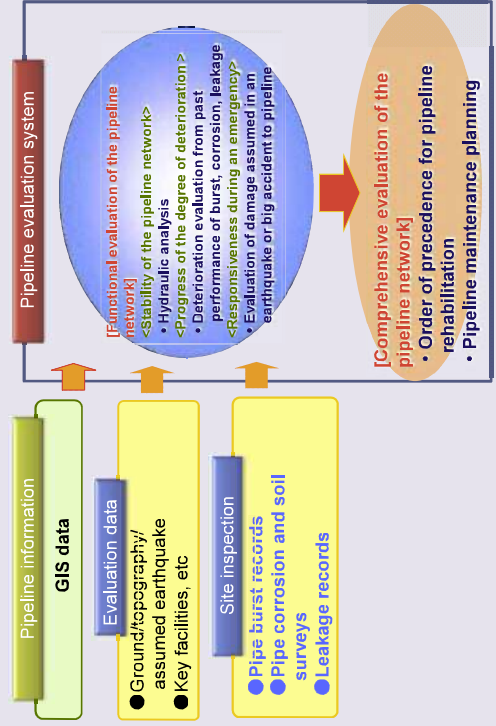 Pipeline information
GIS data
Evaluation data
●Ground/topography/
assumed earthquake
●Key facilities, etc
Site inspection
●Pipe burst records
●Pipe corrosion and soil
surveys
●Leakage records
Pipeline evaluation system
[Functional evaluation of the pipeline
network]
<Stability of the pipeline network>
• Hydraulic analysis
<Progress of the degree of deterioration >
• Deterioration evaluation from past
performance of burst, corrosion, leakage
<Responsiveness during an emergency>
• Evaluation of damage assumed in an
earthquake or big accident to pipeline
[Comprehensive evaluation of the
pipeline network]
• Order of precedence for pipeline
rehabilitation
• Pipeline maintenance planning